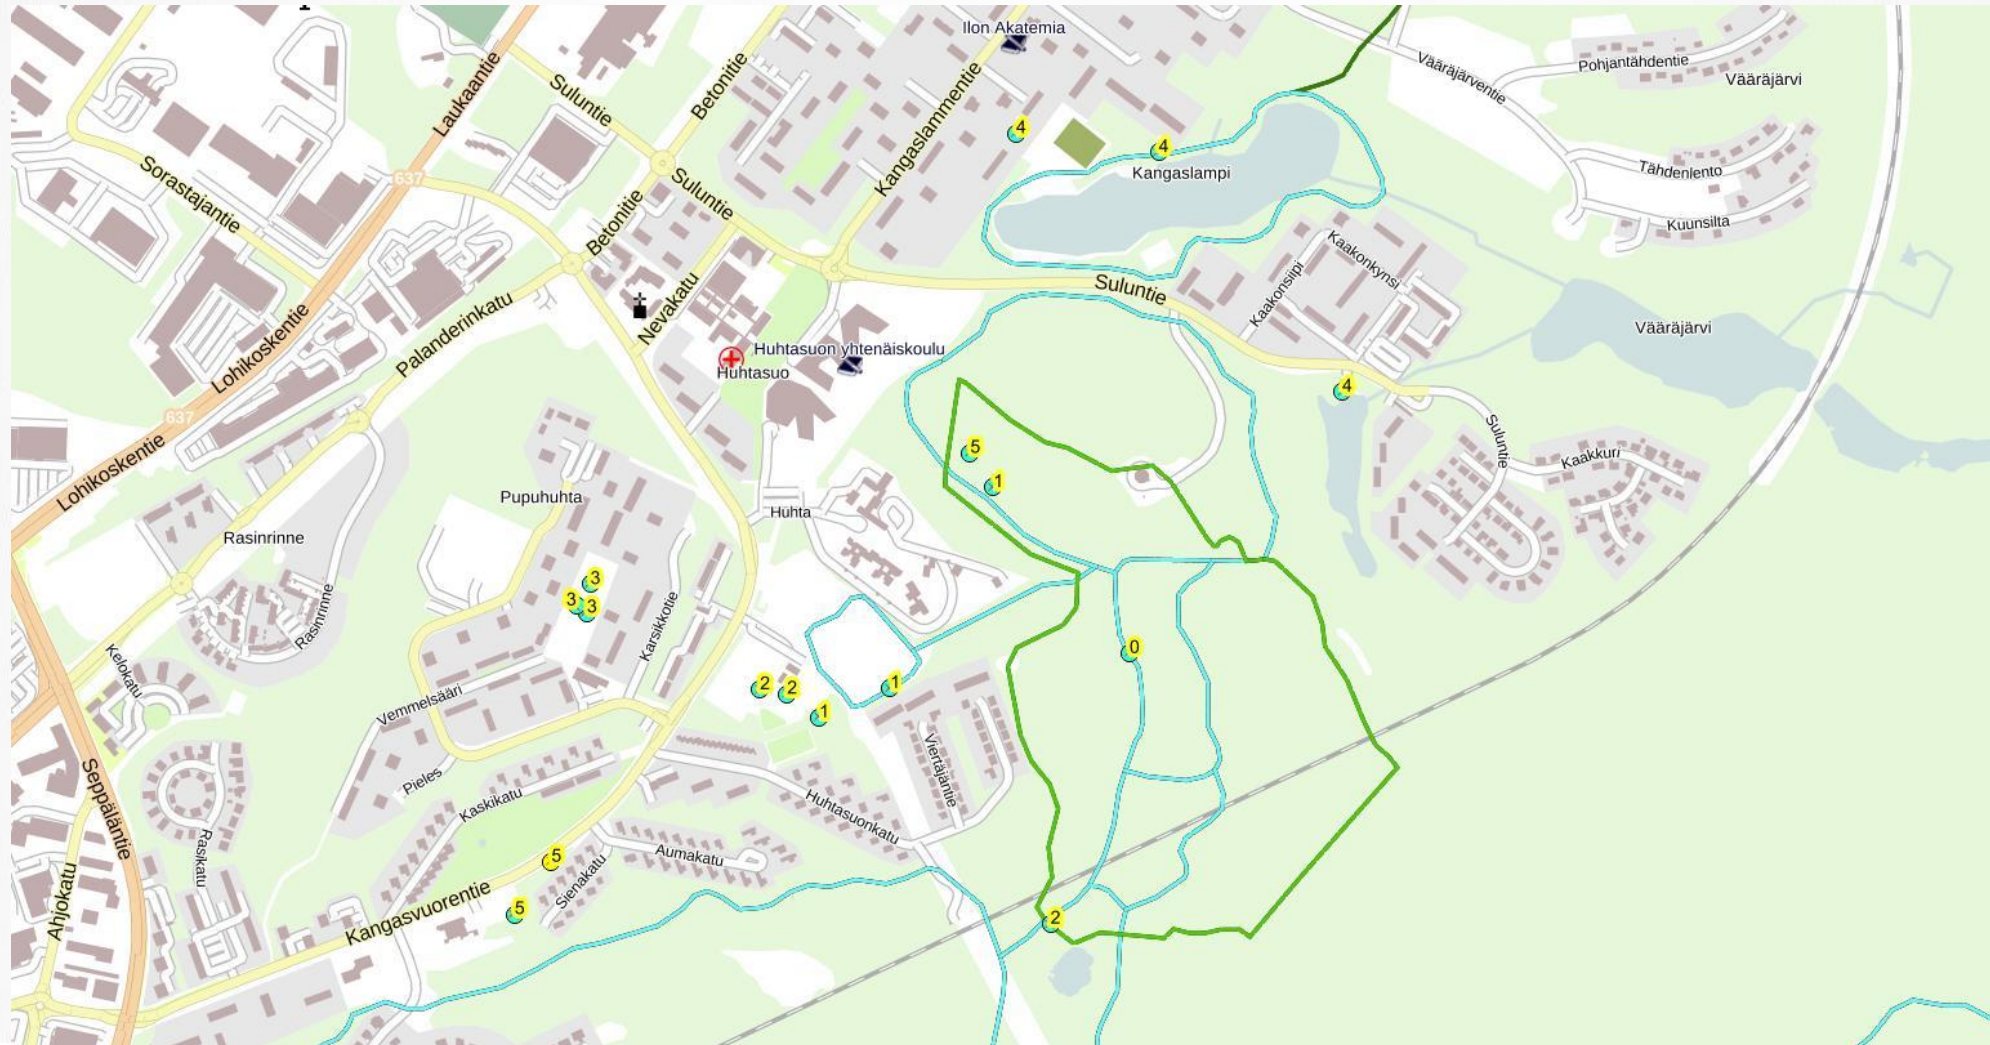 Ilon Akatemia
Laukaantie
Suluntie
Betonitie
Kangaslammentie
Vääräjärventie
Pohjantähdentie
Vääräjärvi
4
4
Kangaslampi
Tähdenlento
Kuunsilta
Sorastajantie
637
Suluntie
Betonitie
Kaakonkynsi
Kaakonsiipi
Suluntie
Nevakatu
Palanderinkatu
Lohikoskentie
Vääräjärvi
Huhtasuon yhtenäiskoulu
Huhtasuo
4
637
Lohikoskentie
5
1
Suluntie
Kaakkuri
Pupuhuhta
Huhta
Rasinrinne
3
3
3
Rasinrinne
Karsikkotie
0
Kelokatu
Vemmelsääri
2
2
1
1
Viertäjäntie
Pieles
Kaskikatu
Huhtasuonkatu
Seppäläntie
Rasikatu
5
Aumakatu
Sienakatu
Ahjokatu
Kangasvuorentie
5
2